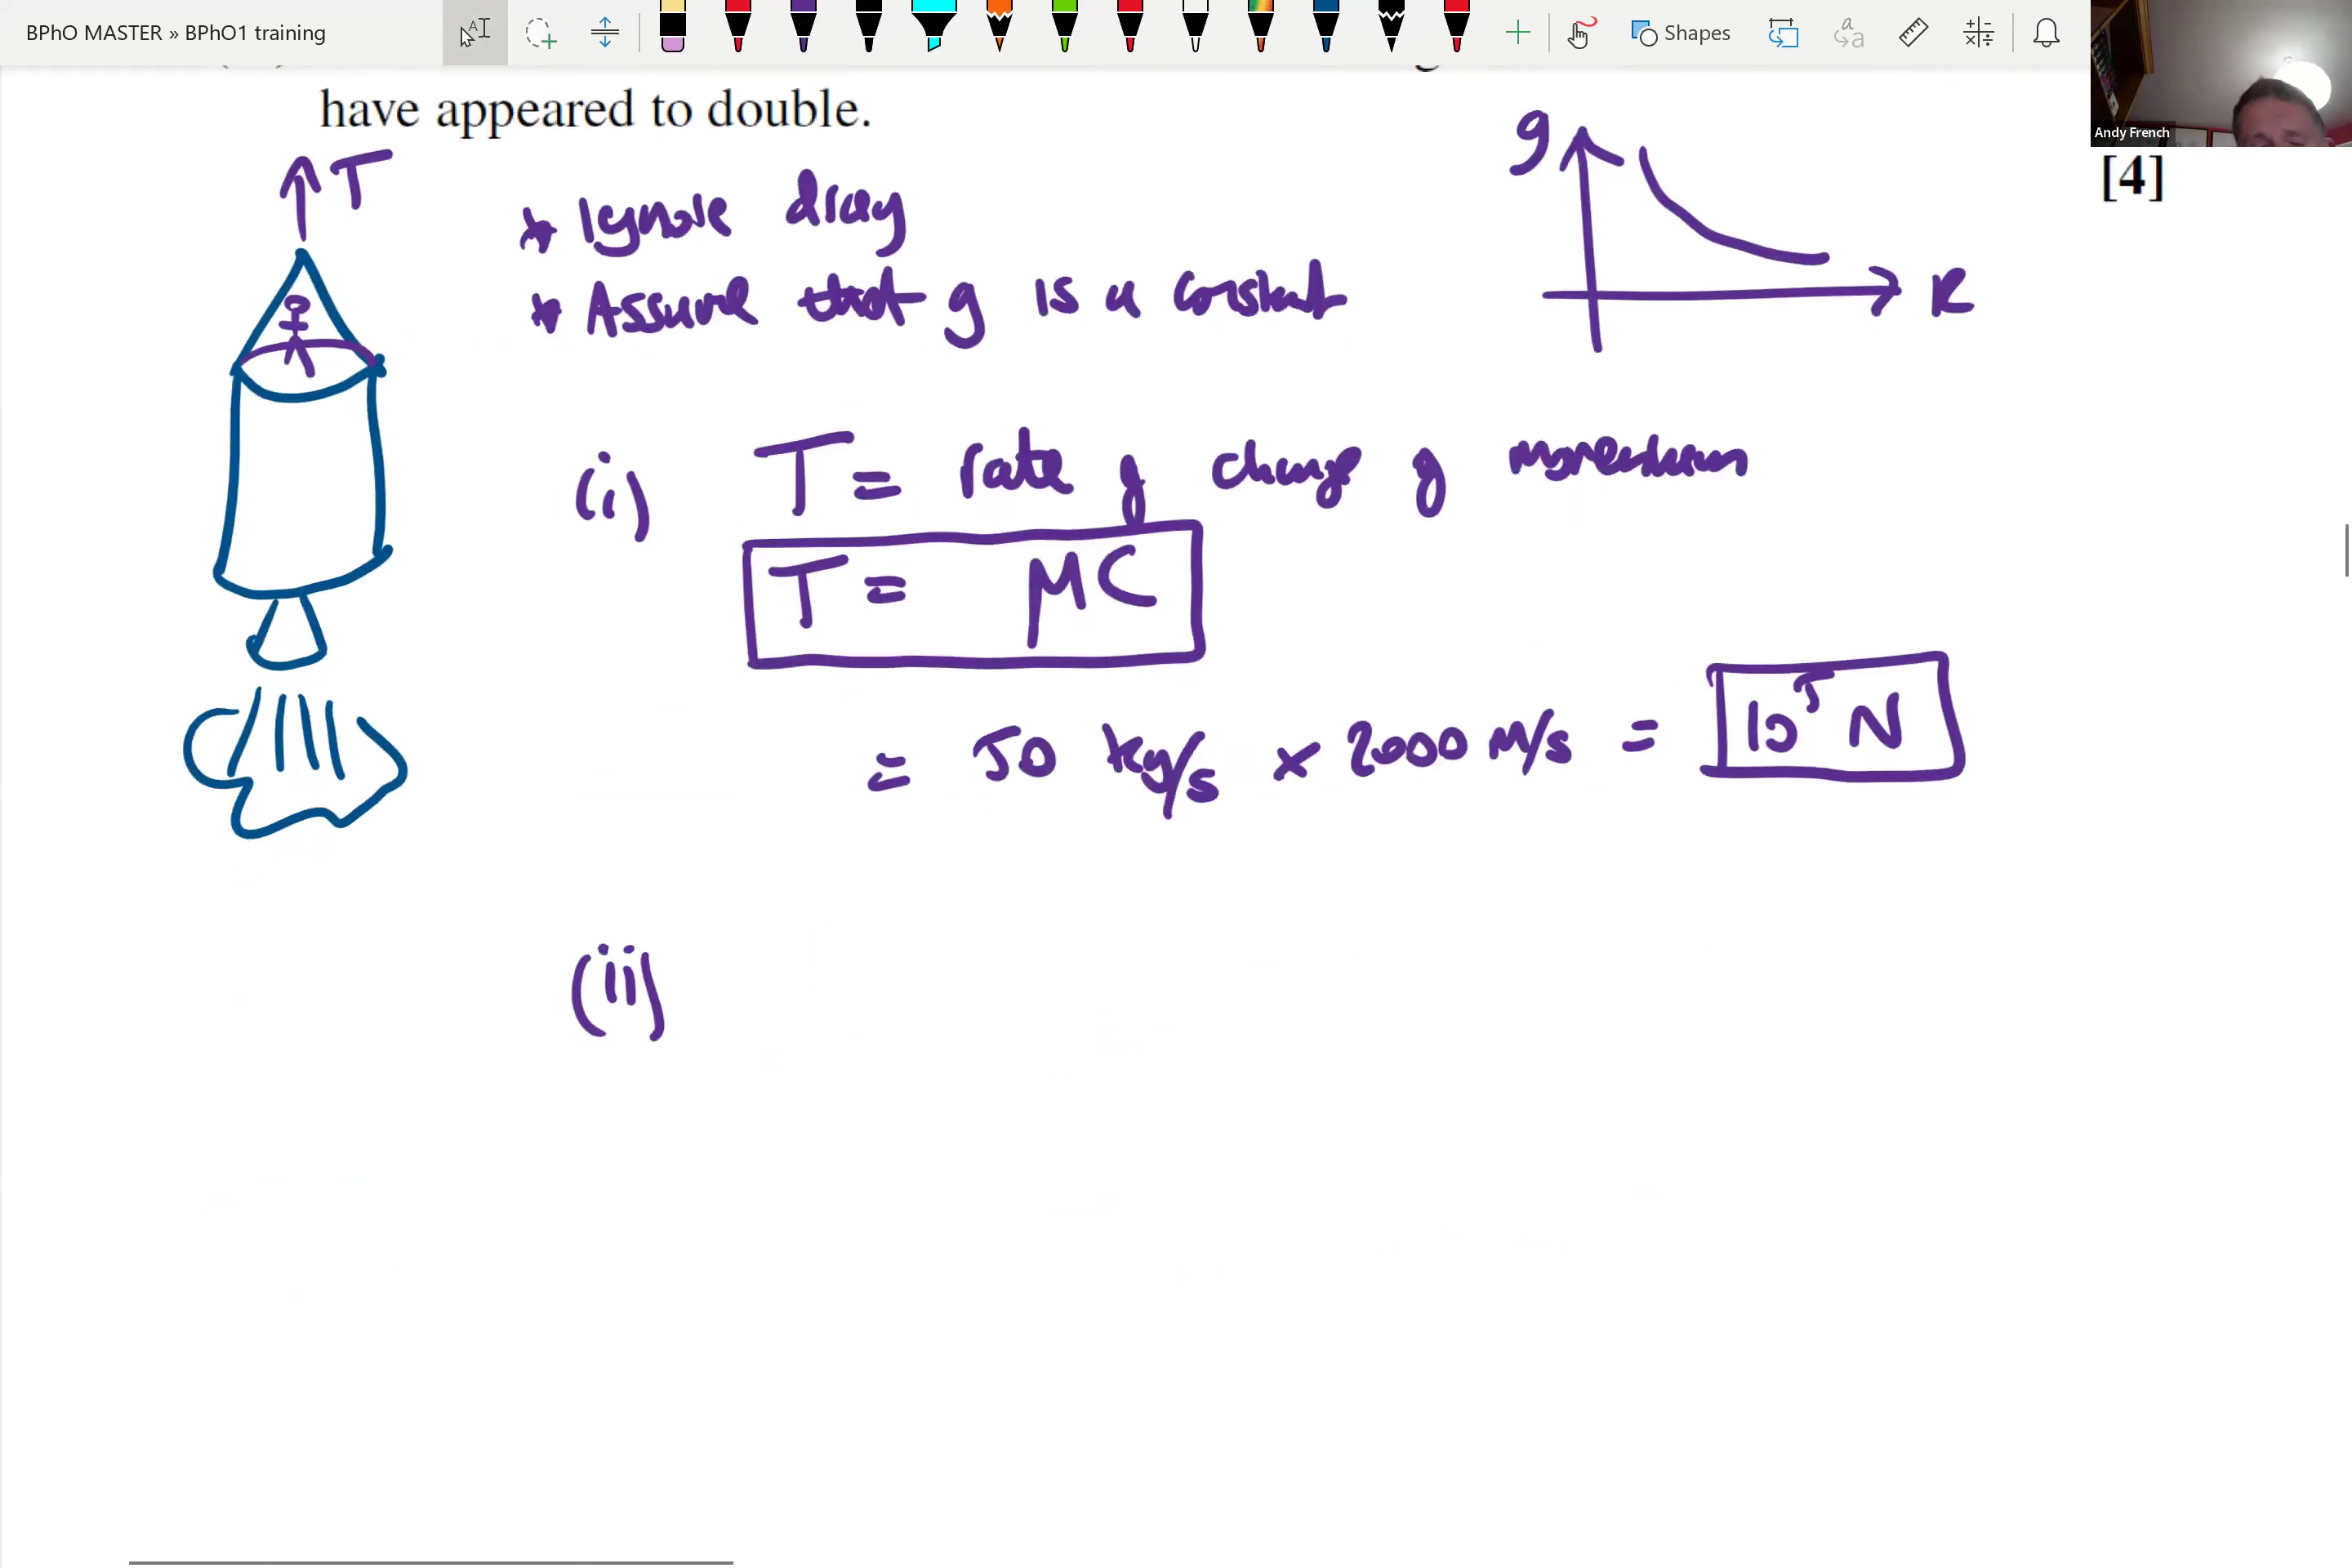 BPhO MASTER » BPhO1 training
Shapes
Andy French
have appeared to double.
[4]
T
g
R
* Ignore drag
* Assume that g is a constant
(i) T = rate of change of momentum
T = μC
= 50 kg/s × 2000 m/s = 10⁵ N
(ii)